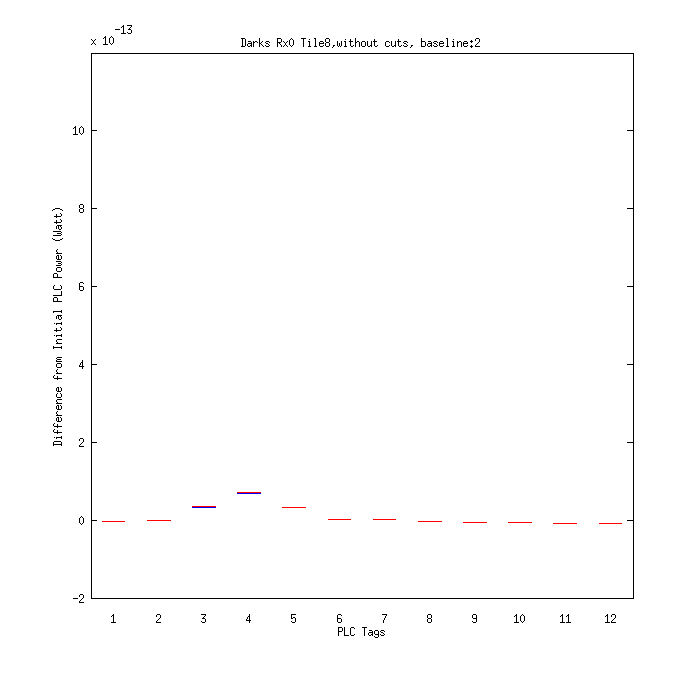 x 10 -13
Darks Rx0 Tile8,without cuts, baseline:2
10
8
6
4
2
0
-2
Difference from Initial PLC Power (Watt)
1 2 3 4 5 6 7 8 9 10 11 12
PLC Tags